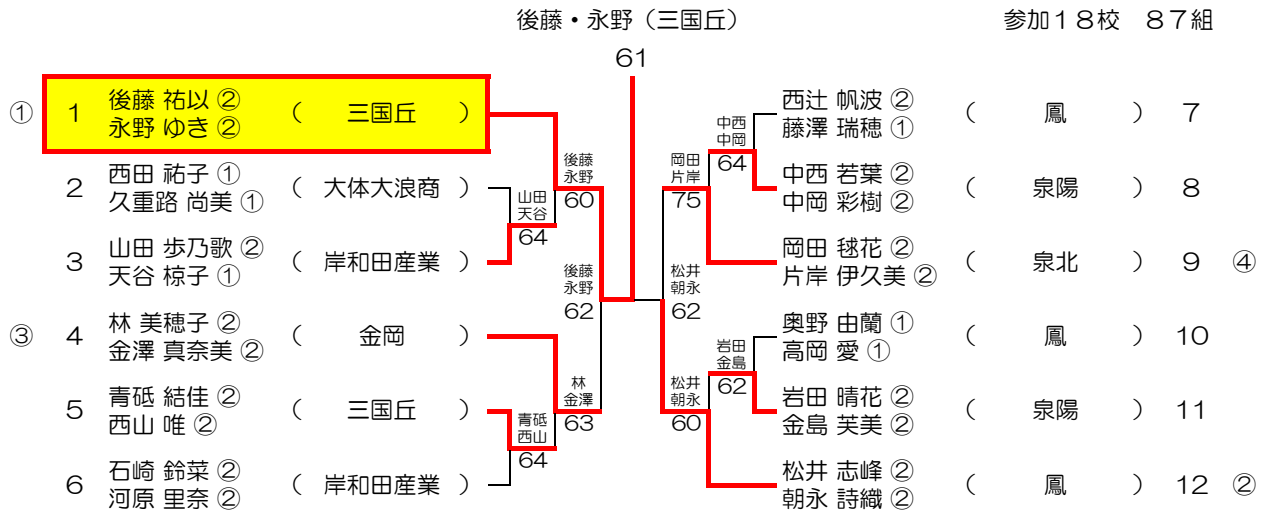 後藤・永野（三国丘）
参加１８校　８７組
61
① 1 後藤 祐以 ② （ 三国丘 ）
永野 ゆき ②
2 西田 祐子 ① （ 大体大浪商 ）
久重路 尚美 ①
3 山田 歩乃歌 ② （ 岸和田産業 ）
天谷 椋子 ①
③ 4 林 美穂子 ② （ 金岡 ）
金澤 真奈美 ②
5 青砥 結佳 ② （ 三国丘 ）
西山 唯 ②
6 石崎 鈴菜 ② （ 岸和田産業 ）
河原 里奈 ②
山田
天谷
64
青砥
西山
64
後藤
永野
60
林
金澤
63
後藤
永野
62
松井
朝永
62
岡田
片岸
75
松井
朝永
60
中西
中岡
64
岩田
金島
62
西辻 帆波 ② （ 鳳 ） 7
藤澤 瑞穂 ①
中西 若葉 ② （ 泉陽 ） 8
中岡 彩樹 ②
岡田 毬花 ② （ 泉北 ） 9 ④
片岸 伊久美 ②
奥野 由蘭 ① （ 鳳 ） 10
高岡 愛 ①
岩田 晴花 ② （ 泉陽 ） 11
金島 芙美 ②
松井 志峰 ② （ 鳳 ） 12 ②
朝永 詩織 ②